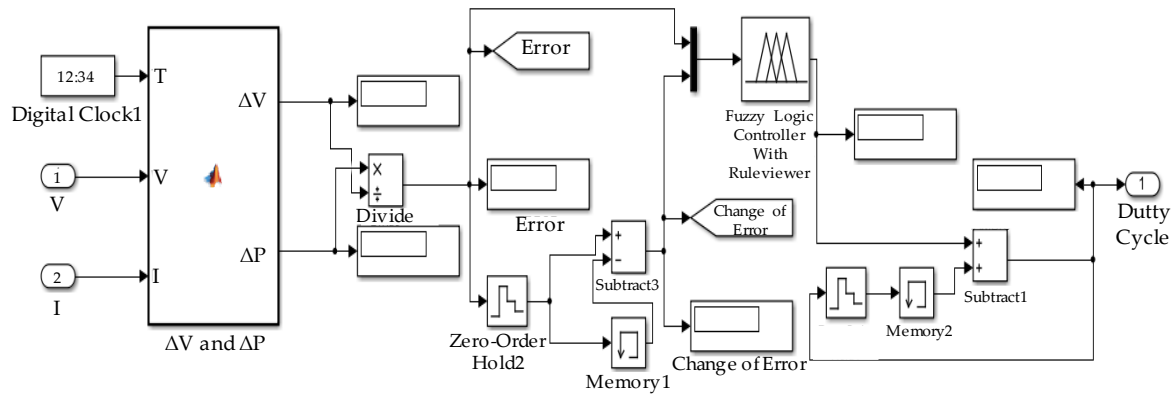 12:34
Digital Clock1
1
V
2
I
T
V
I
ΔV
ΔP
ΔV and ΔP
×
÷
Divide
Error
Error
Zero-Order
Hold2
Memory1
+
−
Subtract3
Change of
Error
Change of Error
Fuzzy Logic
Controller
With
Ruleviewer
Memory2
+
+
Subtract1
1
Dutty
Cycle